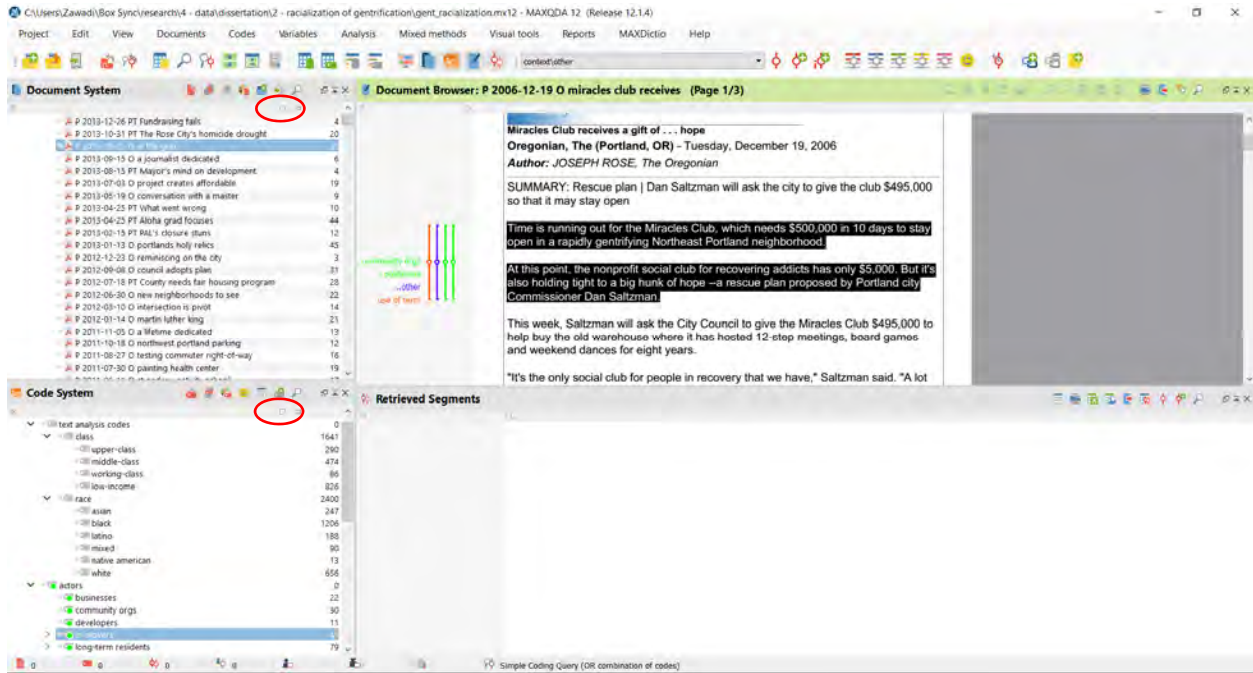 C:\Users\Zawadi\Box Sync\research\4 - data\dissertation\2 - racialization of gentrification\gent_racialization.mx12 - MAXQDA 12 (Release 12.1.4)
Project Edit View Documents Codes Variables Analysis Mixed methods Visual tools Reports MAXDictio Help
context\other
Document System
P 2013-12-26 PT Fundraising fails 4
P 2013-10-31 PT The Rose City's homicide drought 20
P 2013-09-15 O a journalist dedicated 6
P 2013-08-15 PT Mayor's mind on development 4
P 2013-07-03 O project creates affordable 19
P 2013-05-19 O conversation with a master 9
P 2013-04-25 PT What went wrong 10
P 2013-04-25 PT Aloha grad focuses 44
P 2013-02-15 PT PAL's closure stuns 12
P 2013-01-13 O portlands holy relics 45
P 2012-12-23 O reminiscing on the city 3
P 2012-09-08 O council adopts plan 31
P 2012-07-18 PT County needs fair housing program 28
P 2012-06-30 O new neighborhoods to see 22
P 2012-03-10 O intersection is pivot 14
P 2012-01-14 O martin luther king 21
P 2011-11-05 O a lifetime dedicated 13
P 2011-10-18 O northwest portland parking 12
P 2011-08-27 O testing commuter right-of-way 16
P 2011-07-30 O painting health center 19
Document Browser: P 2006-12-19 O miracles club receives (Page 1/3)
Miracles Club receives a gift of . . . hope
Oregonian, The (Portland, OR) - Tuesday, December 19, 2006
Author: JOSEPH ROSE, The Oregonian
SUMMARY: Rescue plan | Dan Saltzman will ask the city to give the club $495,000
so that it may stay open
Time is running out for the Miracles Club, which needs $500,000 in 10 days to stay
open in a rapidly gentrifying Northeast Portland neighborhood.
At this point, the nonprofit social club for recovering addicts has only $5,000. But it's
also holding tight to a big hunk of hope --a rescue plan proposed by Portland city
Commissioner Dan Saltzman.
This week, Saltzman will ask the City Council to give the Miracles Club $495,000 to
help buy the old warehouse where it has hosted 12-step meetings, board games
and weekend dances for eight years.
"It's the only social club for people in recovery that we have," Saltzman said. "A lot
...other
use of term
Code System
text analysis codes 0
class 1641
upper-class 290
middle-class 474
working-class 66
low-income 826
race 2400
asian 247
black 1206
latino 188
mixed 90
native american 13
white 656
actors 0
businesses 22
community orgs 90
developers 11
long-term residents 79
Retrieved Segments
0 0 0 0
Simple Coding Query (OR combination of codes)